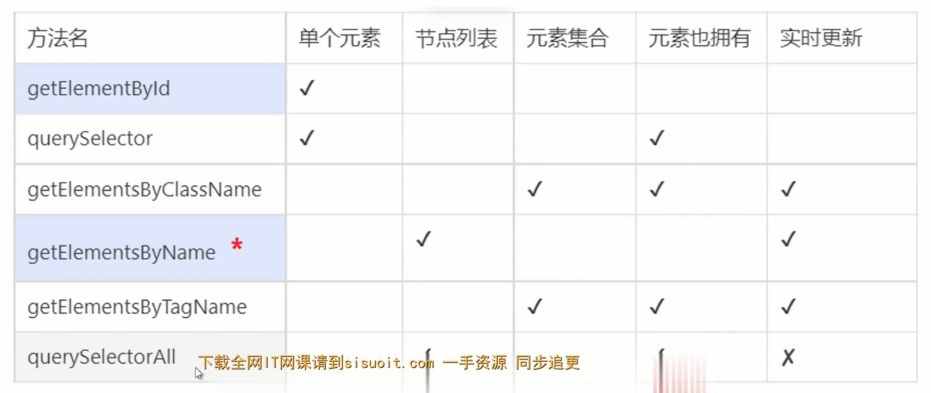 方法名 单个元素 节点列表 元素集合 元素也拥有 实时更新
getElementById ✓
querySelector ✓ ✓
getElementsByClassName ✓ ✓ ✓
getElementsByName * ✓ ✓
getElementsByTagName ✓ ✓ ✓
querySelectorAll ✗
下载全网IT网课请到sisuoit.com 一手资源 同步追更